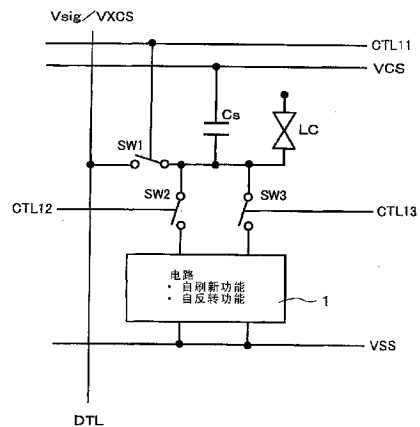 Vsig/VXCS
CTL11
VCS
Cs
LC
SW1
SW2
SW3
CTL12
CTL13
电路
· 自刷新功能
· 自反转功能
1
VSS
DTL